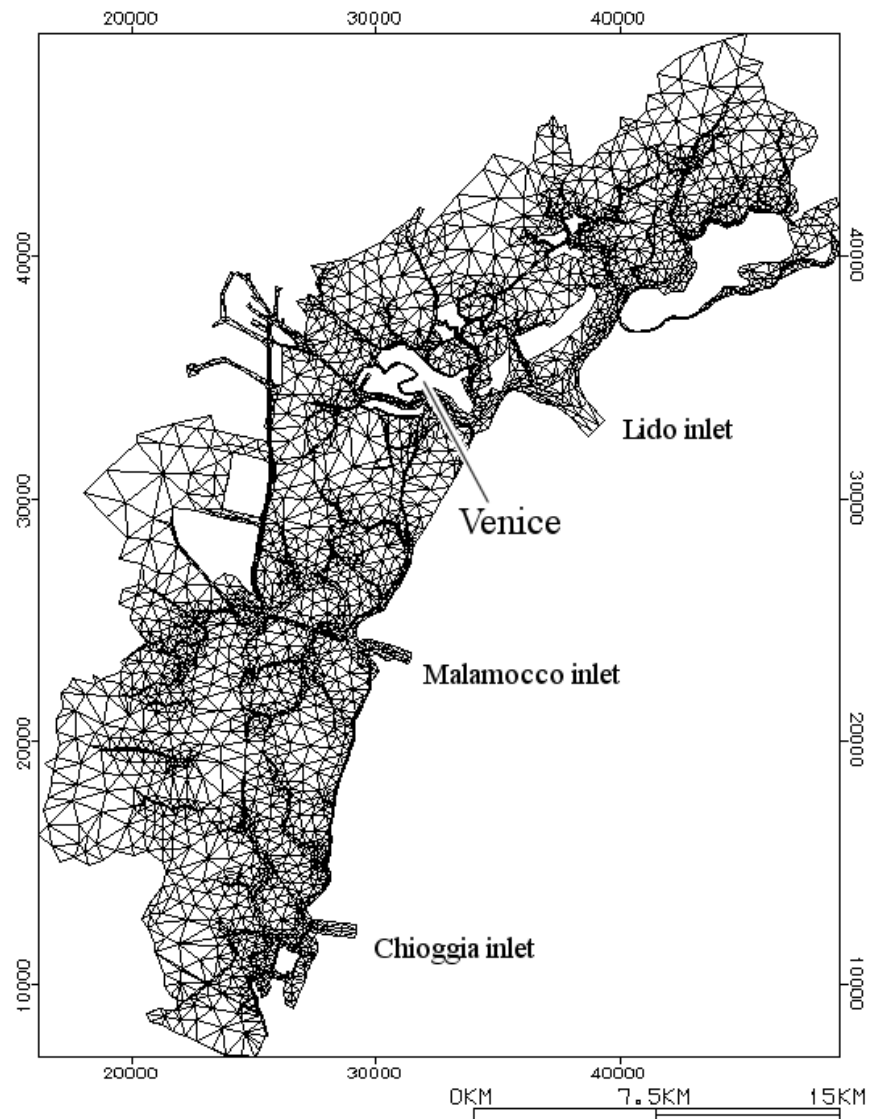 20000 30000 40000
40000 40000
Lido inlet
30000 30000
Venice
Malamocco inlet
20000 20000
Chioggia inlet
10000 10000
20000 30000 40000
0KM 7.5KM 15KM